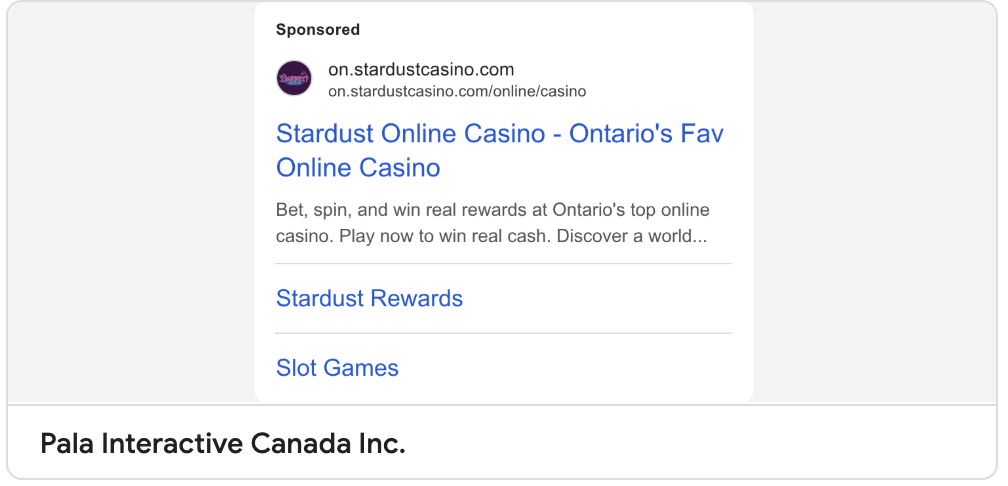 Sponsored
on.stardustcasino.com
on.stardustcasino.com/online/casino
Stardust Online Casino - Ontario's Fav
Online Casino
Bet, spin, and win real rewards at Ontario's top online
casino. Play now to win real cash. Discover a world...
Stardust Rewards
Slot Games
Pala Interactive Canada Inc.